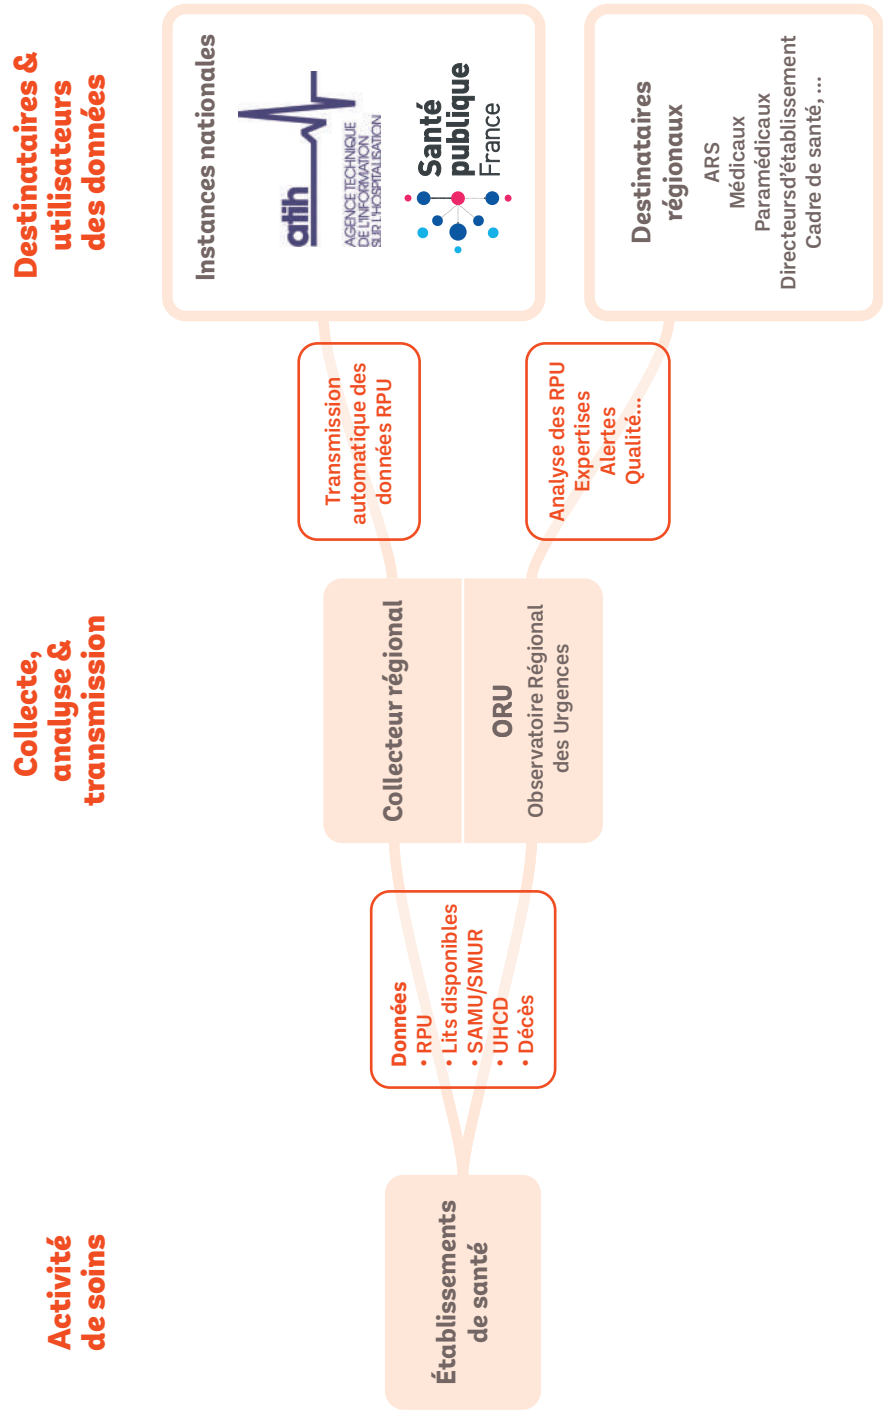 Activité
de soins
Collecte,
analyse &
transmission
Destinataires &
utilisateurs
des données
Établissements
de santé
Données
• RPU
• Lits disponibles
• SAMU/SMUR
• UHCD
• Décès
Collecteur régional
ORU
Observatoire Régional
des Urgences
Transmission
automatique des
données RPU
Analyse des RPU
Expertises
Alertes
Qualité...
Instances nationales
atih
AGENCE TECHNIQUE
DE L'INFORMATION
SUR L'HOSPITALISATION
Santé
publique
France
Destinataires
régionaux
ARS
Médicaux
Paramédicaux
Directeursd'établissement
Cadre de santé, ...